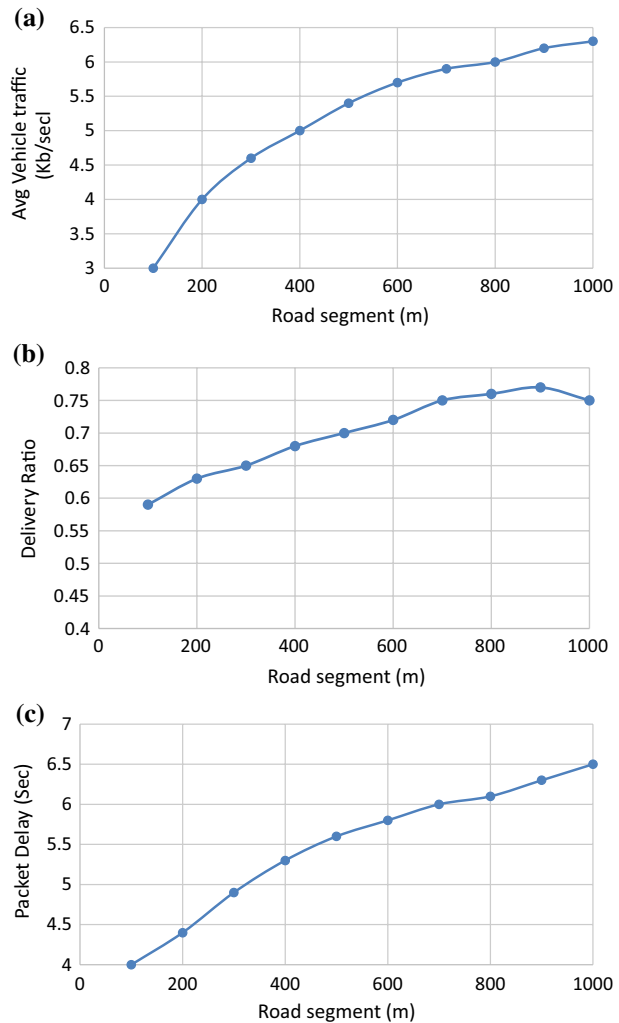 (a)
Avg Vehicle traffic
(Kb/secl
6.5
6
5.5
5
4.5
4
3.5
3
0 200 400 600 800 1000
Road segment (m)
(b)
Delivery Ratio
0.8
0.75
0.7
0.65
0.6
0.55
0.5
0.45
0.4
0 200 400 600 800 1000
Road segment (m)
(c)
Packet Delay (Sec)
7
6.5
6
5.5
5
4.5
4
0 200 400 600 800 1000
Road segment (m)